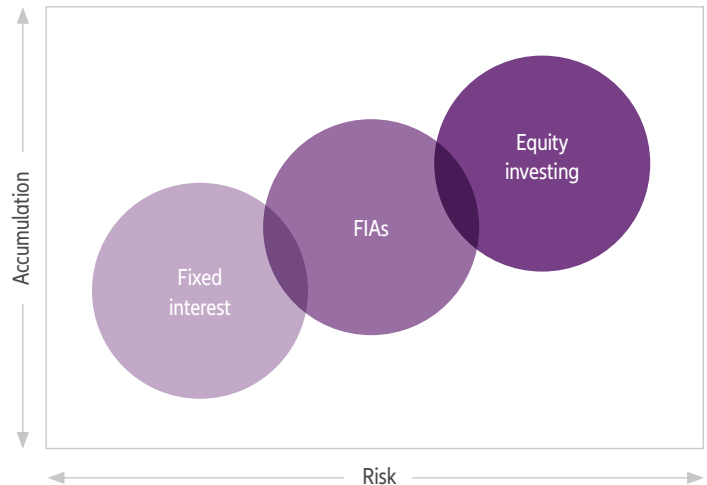 Equity
investing
FIAs
Fixed
interest
Accumulation
Risk